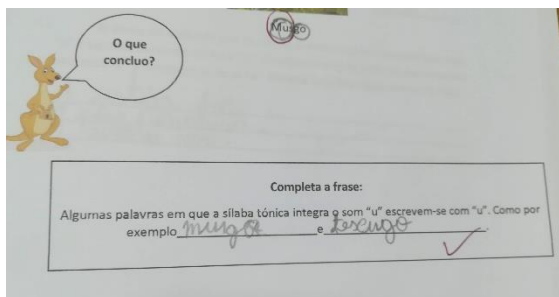 Musgo
O que
concluo?
Completa a frase:
Algumas palavras em que a sílaba tónica integra o som "u" escrevem-se com "u". Como por
exemplo musgo e